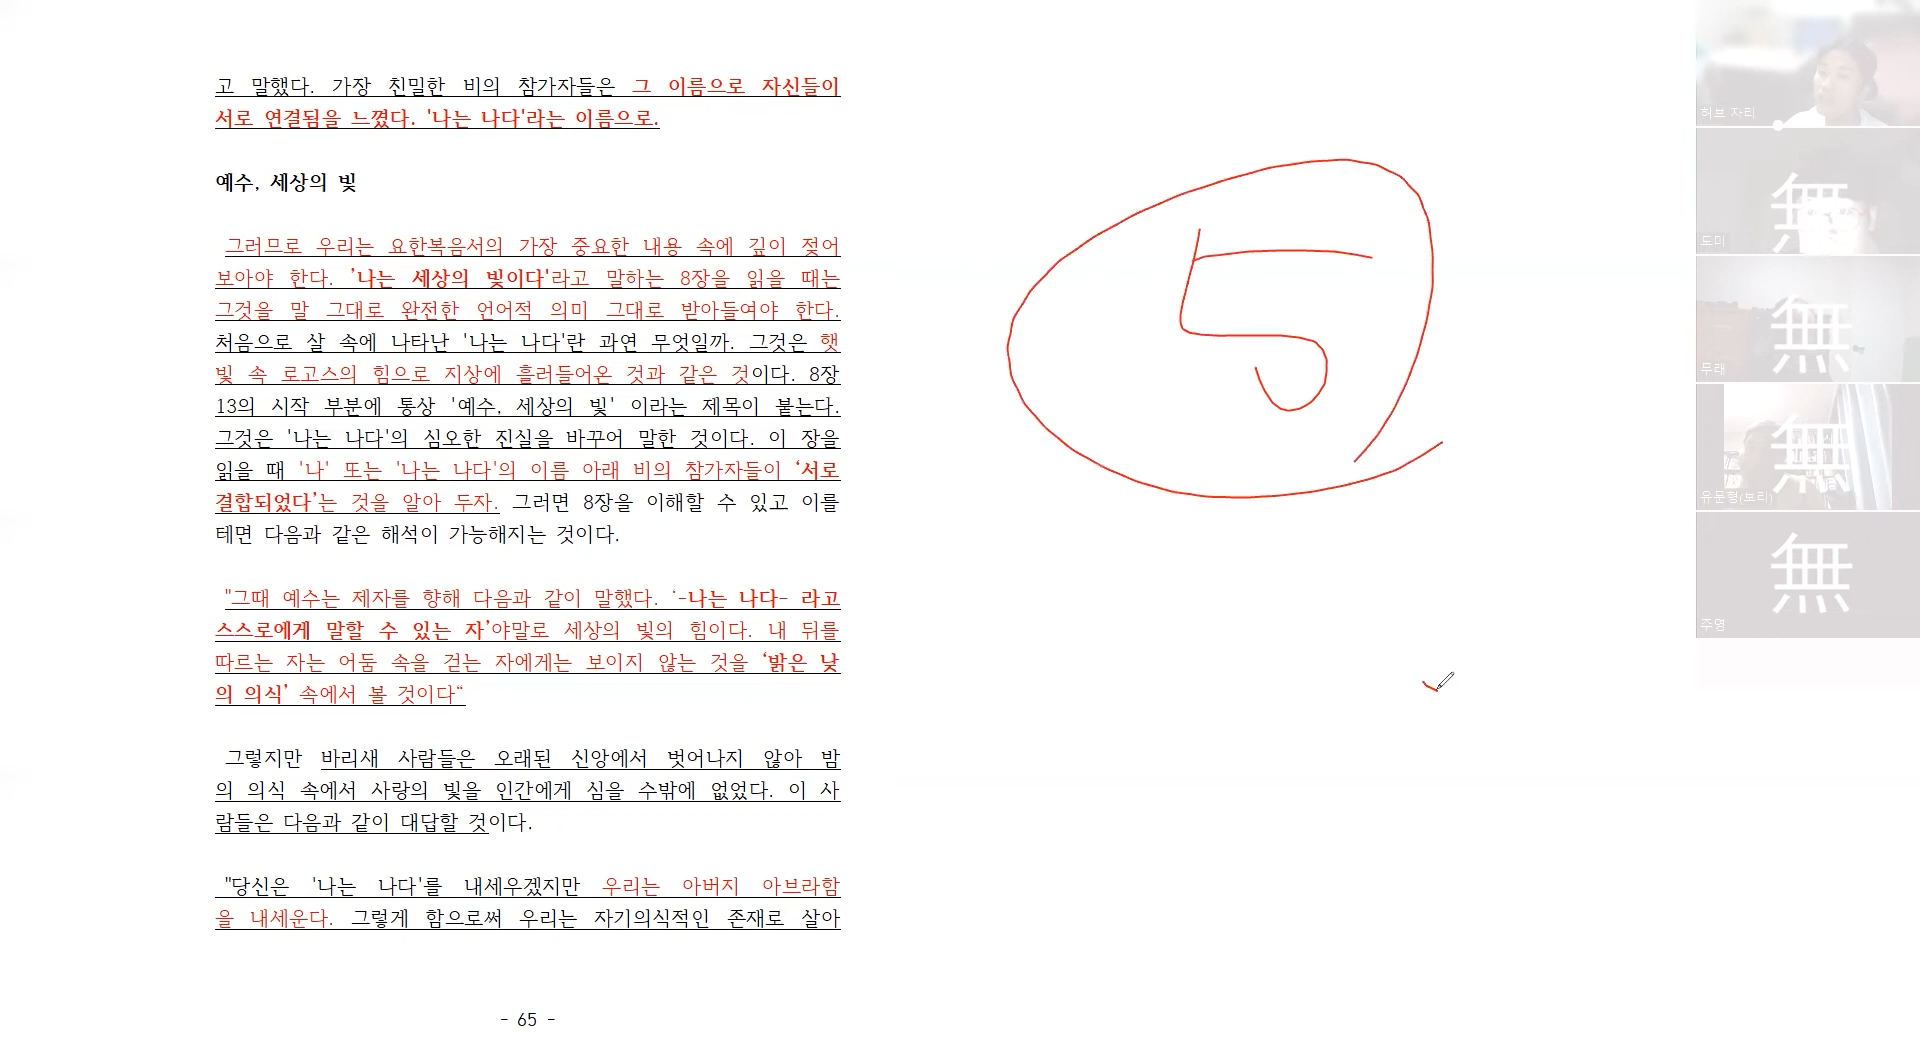 고 말했다. 가장 친밀한 비의 참가자들은 그 이름으로 자신들이
서로 연결됨을 느꼈다. '나는 나다'라는 이름으로.
예수, 세상의 빛
그러므로 우리는 요한복음서의 가장 중요한 내용 속에 깊이 젖어
보아야 한다. '나는 세상의 빛이다'라고 말하는 8장을 읽을 때는
그것을 말 그대로 완전한 언어적 의미 그대로 받아들여야 한다.
처음으로 살 속에 나타난 '나는 나다'란 과연 무엇일까. 그것은 햇
빛 속 로고스의 힘으로 지상에 흘러들어온 것과 같은 것이다. 8장
13의 시작 부분에 통상 '예수, 세상의 빛' 이라는 제목이 붙는다.
그것은 '나는 나다'의 심오한 진실을 바꾸어 말한 것이다. 이 장을
읽을 때 '나' 또는 '나는 나다'의 이름 아래 비의 참가자들이 ‘서로
결합되었다’는 것을 알아 두자. 그러면 8장을 이해할 수 있고 이를
테면 다음과 같은 해석이 가능해지는 것이다.
"그때 예수는 제자를 향해 다음과 같이 말했다. ‘-나는 나다- 라고
스스로에게 말할 수 있는 자’야말로 세상의 빛의 힘이다. 내 뒤를
따르는 자는 어둠 속을 걷는 자에게는 보이지 않는 것을 ‘밝은 낮
의 의식’ 속에서 볼 것이다“
그렇지만 바리새 사람들은 오래된 신앙에서 벗어나지 않아 밤
의 의식 속에서 사랑의 빛을 인간에게 심을 수밖에 없었다. 이 사
람들은 다음과 같이 대답할 것이다.
"당신은 '나는 나다'를 내세우겠지만 우리는 아버지 아브라함
을 내세운다. 그렇게 함으로써 우리는 자기의식적인 존재로 살아
- 65 -
5
허브 자리
無
도미
無
무래
無
유문형(보리)
無
주영